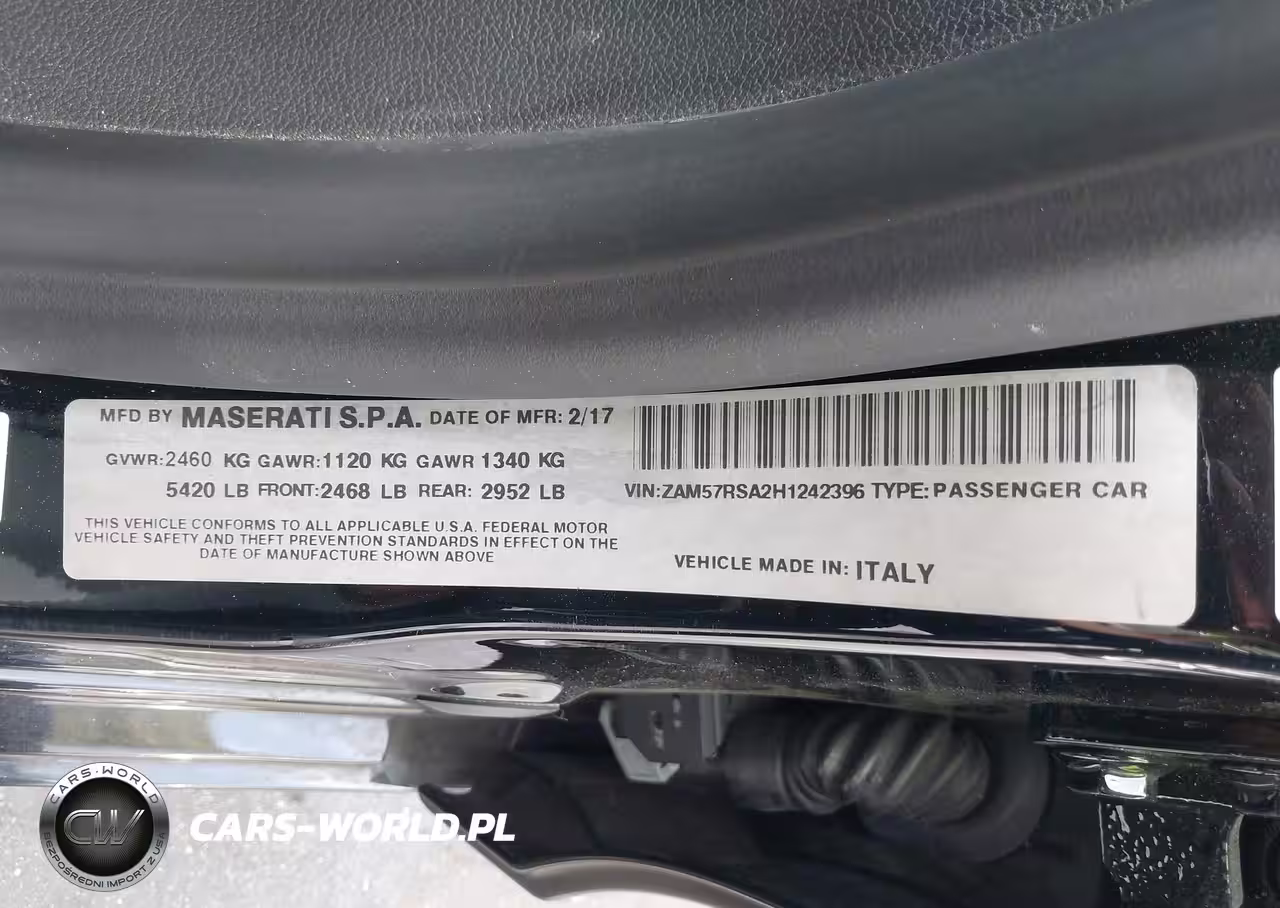 MFD BY MASERATI S.P.A. DATE OF MFR: 2/17
GVWR:2460 KG GAWR:1120 KG GAWR 1340 KG
5420 LB FRONT:2468 LB REAR: 2952 LB
THIS VEHICLE CONFORMS TO ALL APPLICABLE U.S.A. FEDERAL MOTOR
VEHICLE SAFETY AND THEFT PREVENTION STANDARDS IN EFFECT ON THE
DATE OF MANUFACTURE SHOWN ABOVE
VIN:ZAM57RSA2H1242396 TYPE:PASSENGER CAR
VEHICLE MADE IN: ITALY
CARS-WORLD
CW
BEZPOŚREDNI IMPORT Z USA
CARS-WORLD.PL